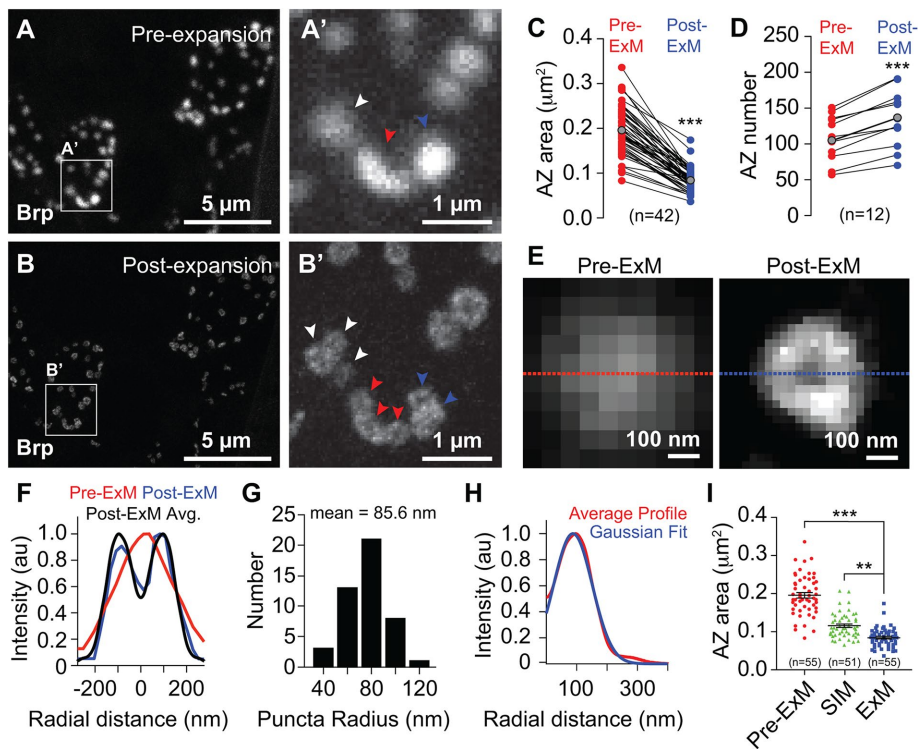 A
Pre-expansion
A'
Brp
5 µm
A'
1 µm
B
Post-expansion
B'
Brp
5 µm
B'
1 µm
C
Pre-
ExM
Post-
ExM
AZ area (µm²)
0.4
0.3
0.2
0.1
0.0
***
(n=42)
D
Pre-
ExM
Post-
ExM
AZ number
250
200
150
100
50
0
***
(n=12)
E
Pre-ExM
Post-ExM
100 nm
100 nm
F
Pre-ExM Post-ExM
Post-ExM Avg.
Intensity (au)
1.0
0.8
0.6
0.4
0.2
0
-200 0 200
Radial distance (nm)
G
mean = 85.6 nm
Number
25
20
15
10
5
0
40 80 120
Puncta Radius (nm)
H
Average Profile
Gaussian Fit
Intensity (au)
1.0
0.8
0.6
0.4
0.2
0
100 300
Radial distance (nm)
I
AZ area (µm²)
0.4
0.3
0.2
0.1
0.0
***
**
(n=55) (n=51) (n=55)
Pre-ExM
SIM
ExM